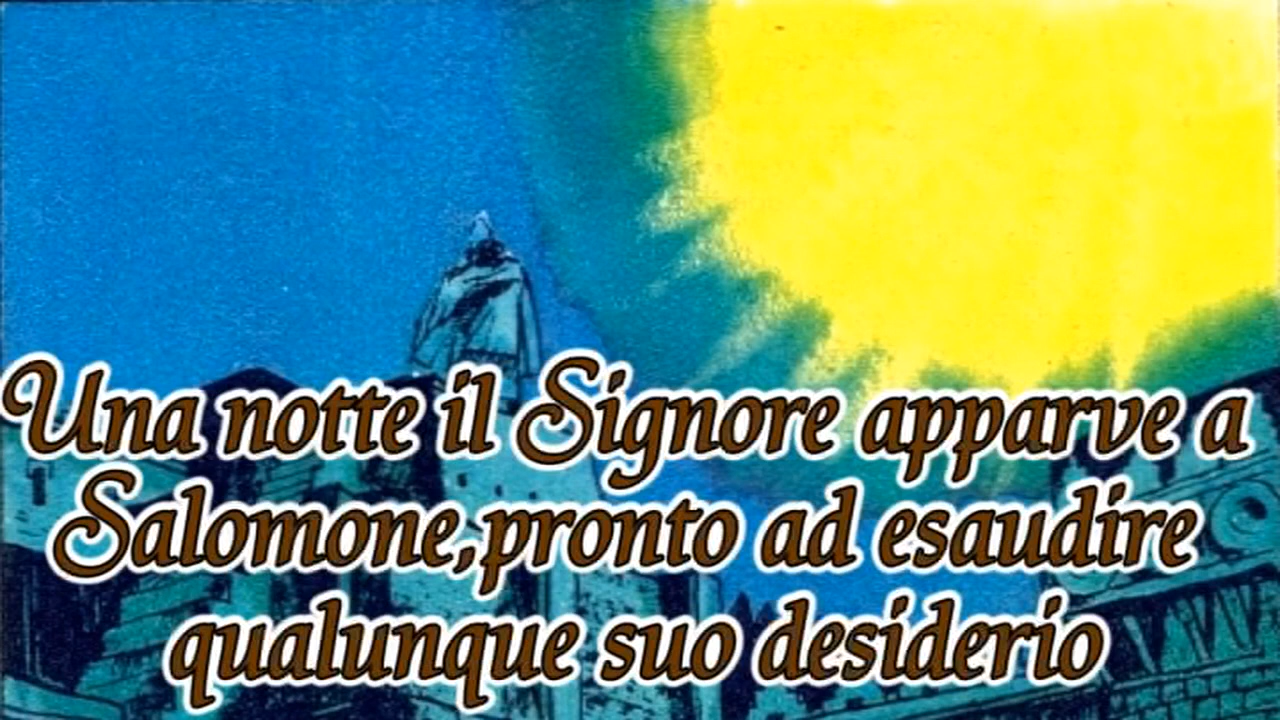 Una notte il Signore apparve a
Salomone,pronto ad esaudire
qualunque suo desiderio